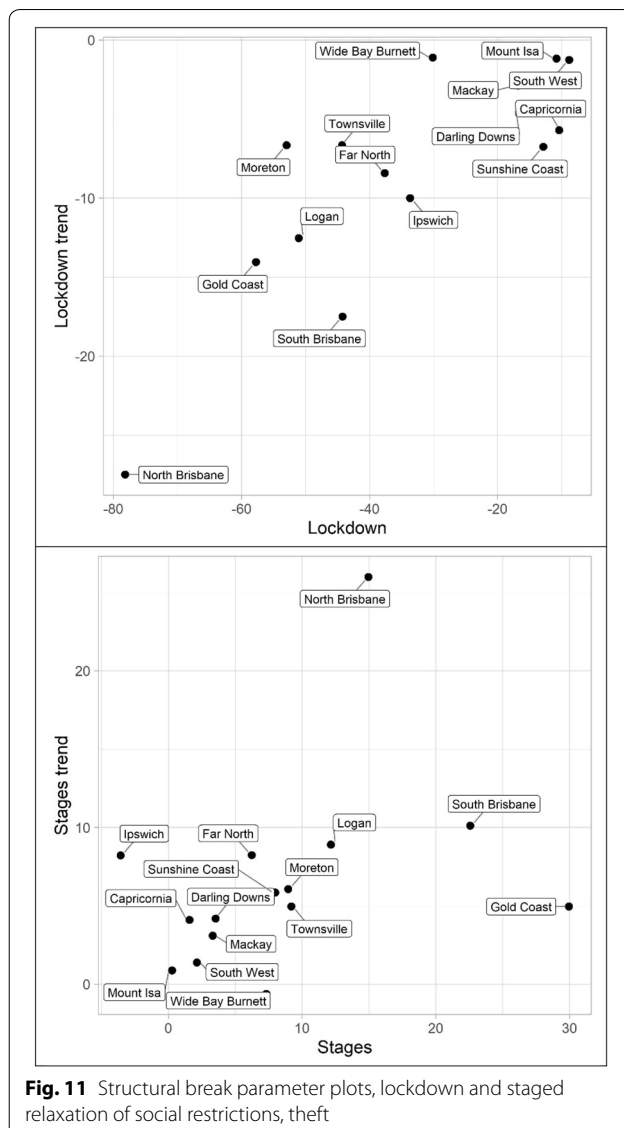 0
-10
-20
Lockdown trend
Wide Bay Burnett
Mount Isa
South West
Mackay
Capricornia
Townsville
Darling Downs
Far North
Moreton
Sunshine Coast
Logan
Ipswich
Gold Coast
South Brisbane
North Brisbane
-80 -60 -40 -20
Lockdown
20
10
0
Stages trend
North Brisbane
South Brisbane
Logan
Ipswich
Far North
Sunshine Coast
Moreton
Capricornia
Darling Downs
Gold Coast
Townsville
Mackay
South West
Mount Isa
Wide Bay Burnett
0 10 20 30
Stages
Fig. 11 Structural break parameter plots, lockdown and staged
relaxation of social restrictions, theft